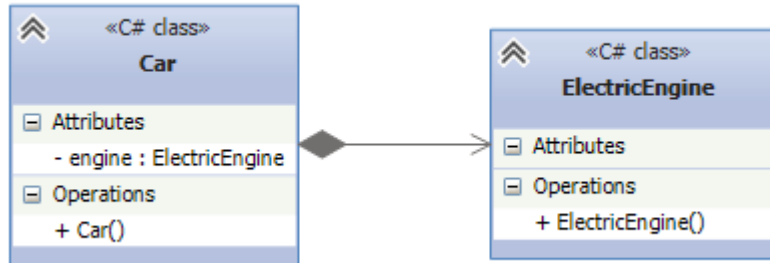 «C# class»
Car
Attributes
- engine : ElectricEngine
Operations
+ Car()
«C# class»
ElectricEngine
Attributes
Operations
+ ElectricEngine()